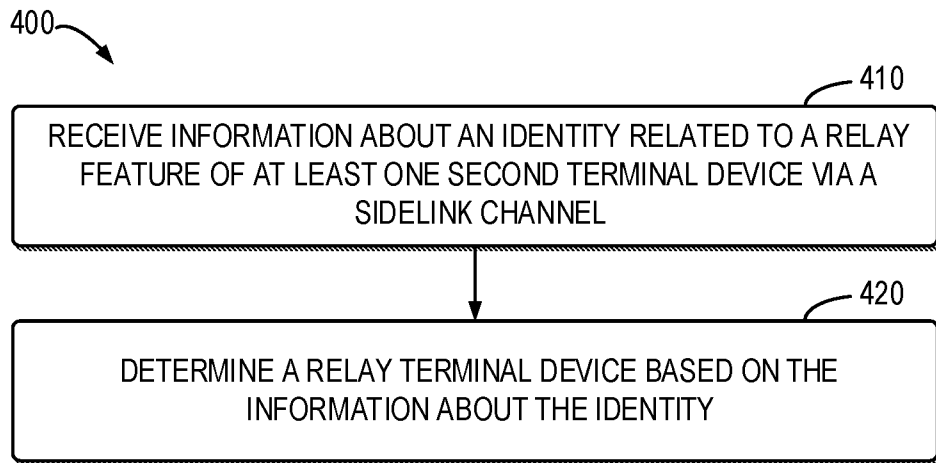 400
410
RECEIVE INFORMATION ABOUT AN IDENTITY RELATED TO A RELAY
FEATURE OF AT LEAST ONE SECOND TERMINAL DEVICE VIA A
SIDELINK CHANNEL
420
DETERMINE A RELAY TERMINAL DEVICE BASED ON THE
INFORMATION ABOUT THE IDENTITY